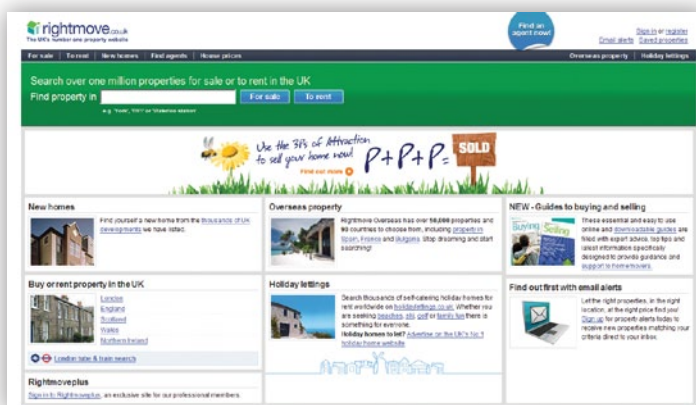 rightmove.co.uk
The UK's number one property website
Find an
agent now!
Sign in or register
Email alerts Saved properties
For sale To rent New homes Find agents House prices
Overseas property Holiday lettings
Search over one million properties for sale or to rent in the UK
Find property in For sale To rent
e.g. 'York', 'NW3' or 'Waterloo station'
Use the 3P's of Attraction
to sell your home now!
Find out more
P+P+P=
SOLD
New homes
Find yourself a new home from the thousands of UK
developments we have listed.
Overseas property
Rightmove Overseas has over 50,000 properties and
90 countries to choose from, including property in
Spain, France and Bulgaria. Stop dreaming and start
searching!
NEW - Guides to buying and selling
Buying
Selling
These essential and easy to use
online and downloadable guides are
filled with expert advice, top tips and
latest information specifically
designed to provide guidance and
support to homemovers.
Buy or rent property in the UK
London
England
Scotland
Wales
Northern Ireland
London tube & train search
Holiday lettings
Search thousands of self-catering holiday homes for
rent worldwide on holidaylettings.co.uk. Whether you
are seeking beaches, ski, golf or family fun there is
something for everyone.
Holiday homes to let? Advertise on the UK's No.1
holiday home website
Find out first with email alerts
Let the right properties, in the right
location, at the right price find you!
Sign up for property alerts today to
receive new properties matching your
criteria direct to your inbox.
Rightmoveplus
Sign in to Rightmoveplus, an exclusive site for our professional members.